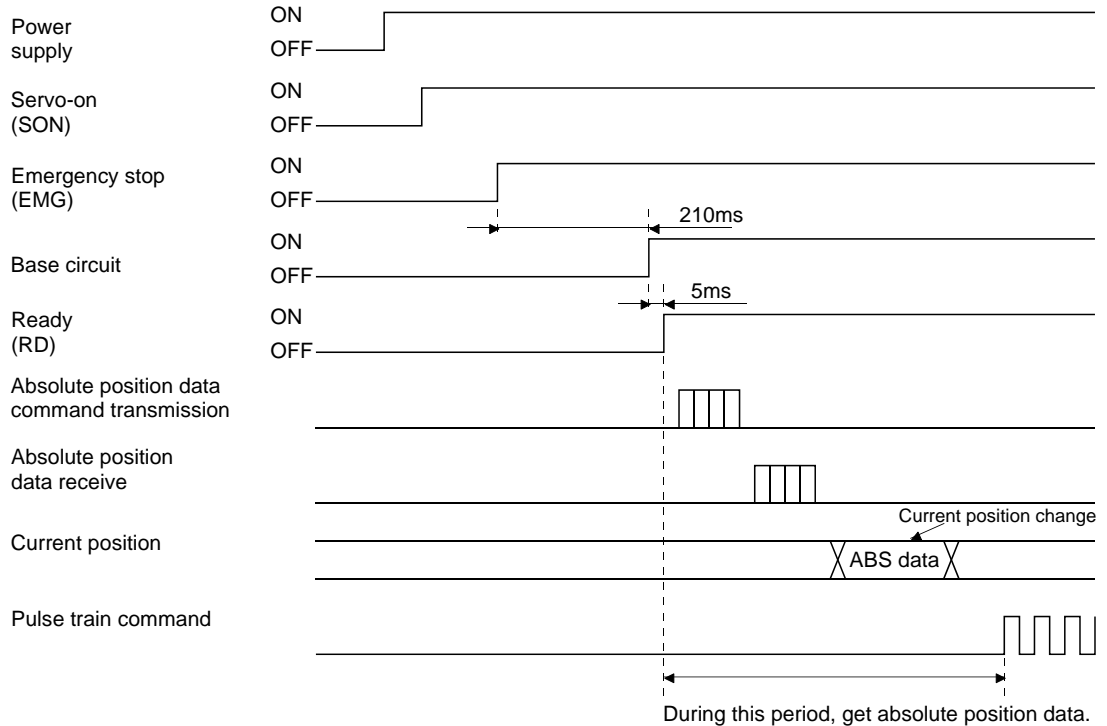 Power
supply
ON
OFF
Servo-on
(SON)
ON
OFF
Emergency stop
(EMG)
ON
OFF
210ms
Base circuit
ON
OFF
5ms
Ready
(RD)
ON
OFF
Absolute position data
command transmission
Absolute position
data receive
Current position change
Current position
ABS data
Pulse train command
During this period, get absolute position data.